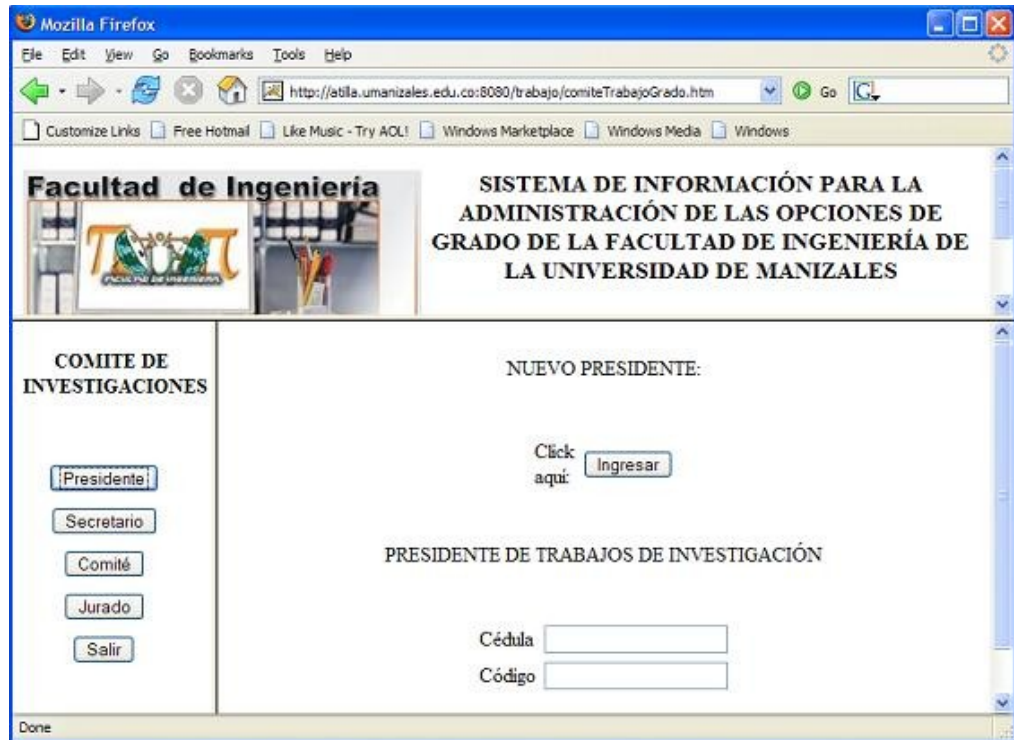 Mozilla Firefox
File Edit View Go Bookmarks Tools Help
http://atilla.umanizales.edu.co:8080/trabajo/comiteTrabajoGrado.htm Go
Customize Links Free Hotmail Like Music - Try AOL! Windows Marketplace Windows Media Windows
Facultad de Ingeniería
FACULTAD DE INGENIERIA
SISTEMA DE INFORMACIÓN PARA LA
ADMINISTRACIÓN DE LAS OPCIONES DE
GRADO DE LA FACULTAD DE INGENIERÍA DE
LA UNIVERSIDAD DE MANIZALES
COMITE DE
INVESTIGACIONES
Presidente
Secretario
Comité
Jurado
Salir
NUEVO PRESIDENTE:
Click
aquí: Ingresar
PRESIDENTE DE TRABAJOS DE INVESTIGACIÓN
Cédula
Código
Done